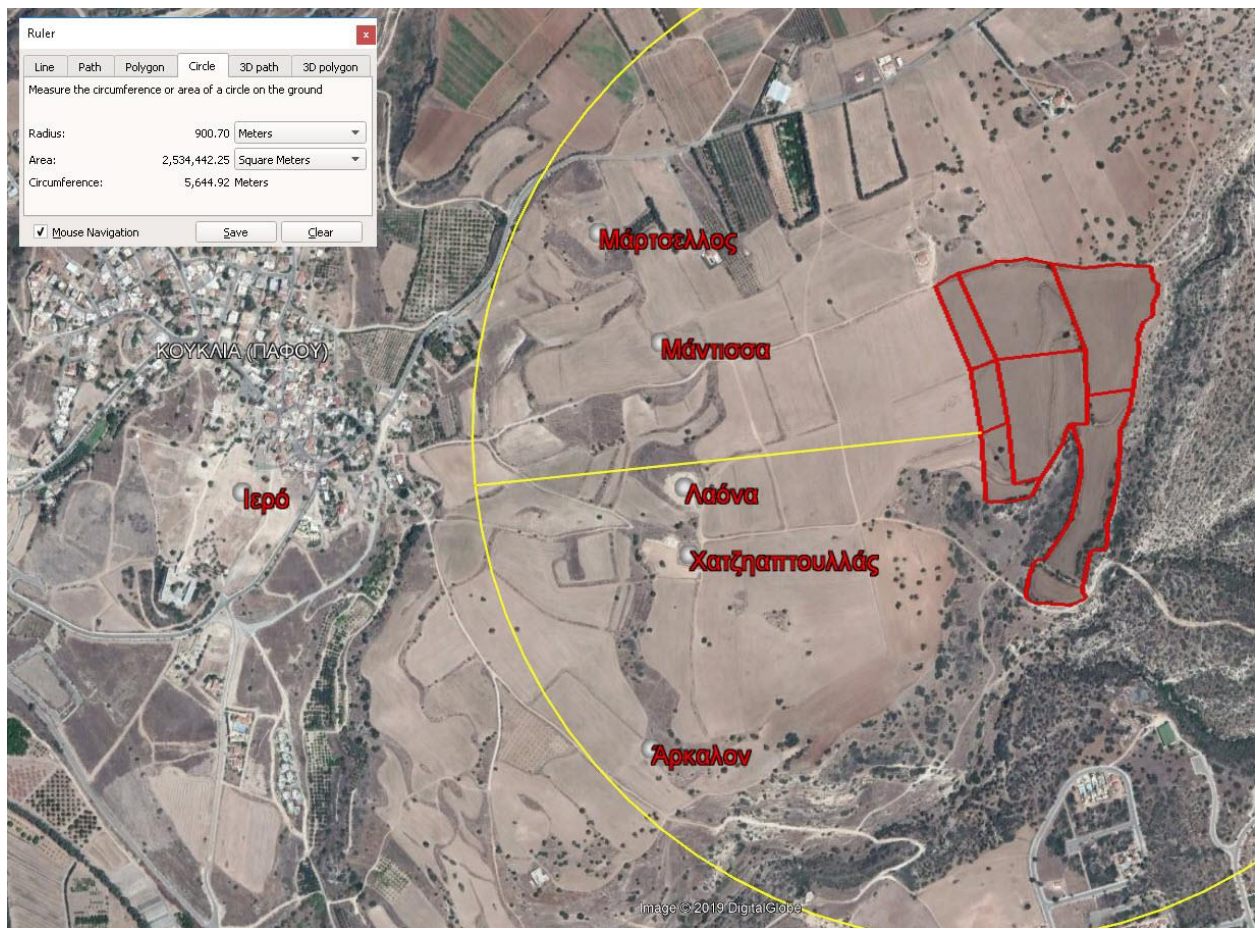 Ruler
x
Line Path Polygon Circle 3D path 3D polygon
Measure the circumference or area of a circle on the ground
Radius: 900.70 Meters
Area: 2,534,442.25 Square Meters
Circumference: 5,644.92 Meters
Mouse Navigation Save Clear
Μάρτσελλος
ΚΟΥΚΛΙΑ (ΠΑΦΟΥ)
Μάντισσα
Ιερό
Λαόνα
Χατζηαπτουλλάς
Άρκαλον
Image © 2019 DigitalGlobe